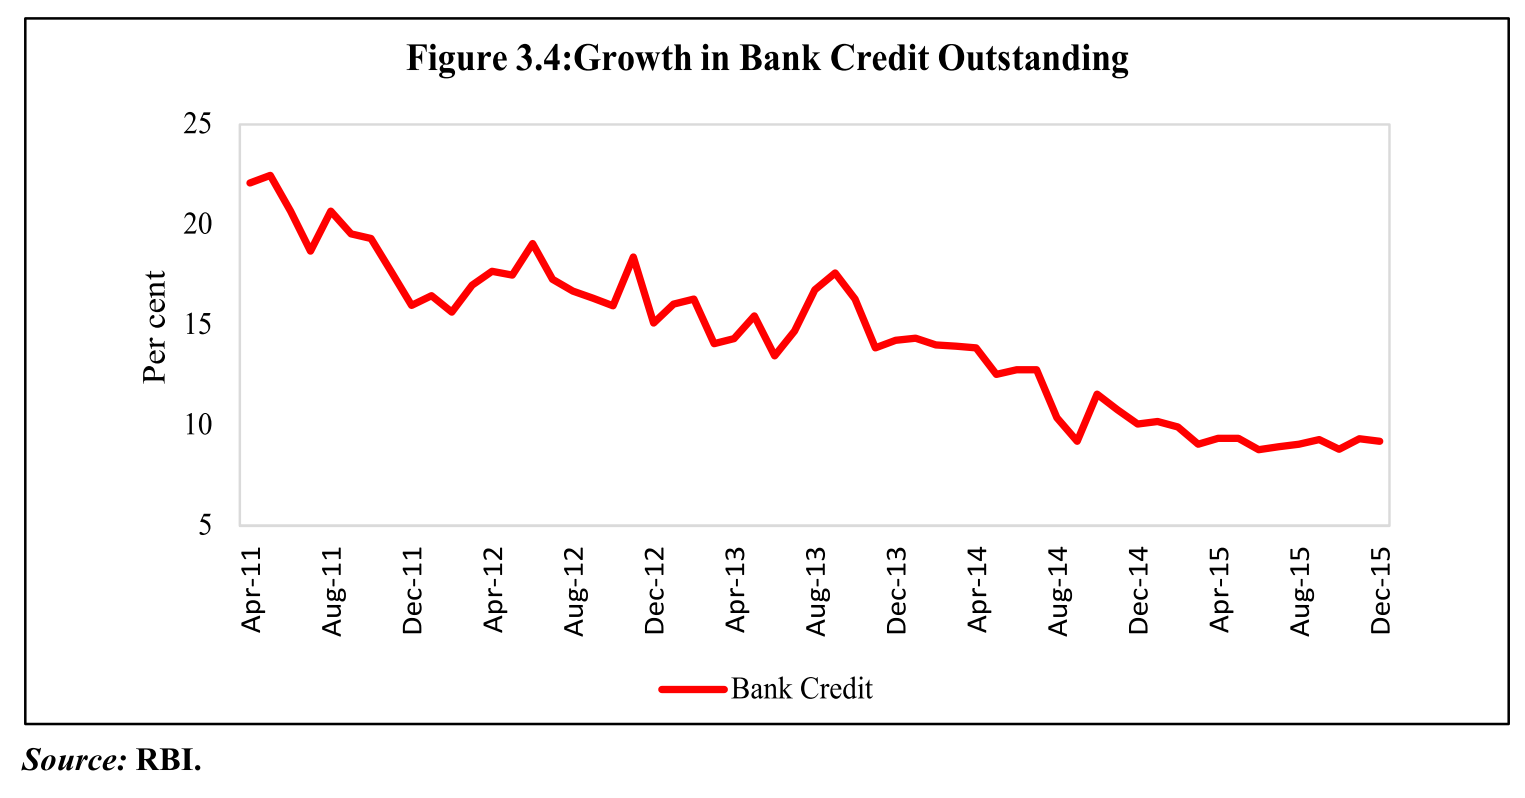 Figure 3.4:Growth in Bank Credit Outstanding
25
20
15
10
5
Per cent
Apr-11
Aug-11
Dec-11
Apr-12
Aug-12
Dec-12
Apr-13
Aug-13
Dec-13
Apr-14
Aug-14
Dec-14
Apr-15
Aug-15
Dec-15
Bank Credit
Source: RBI.